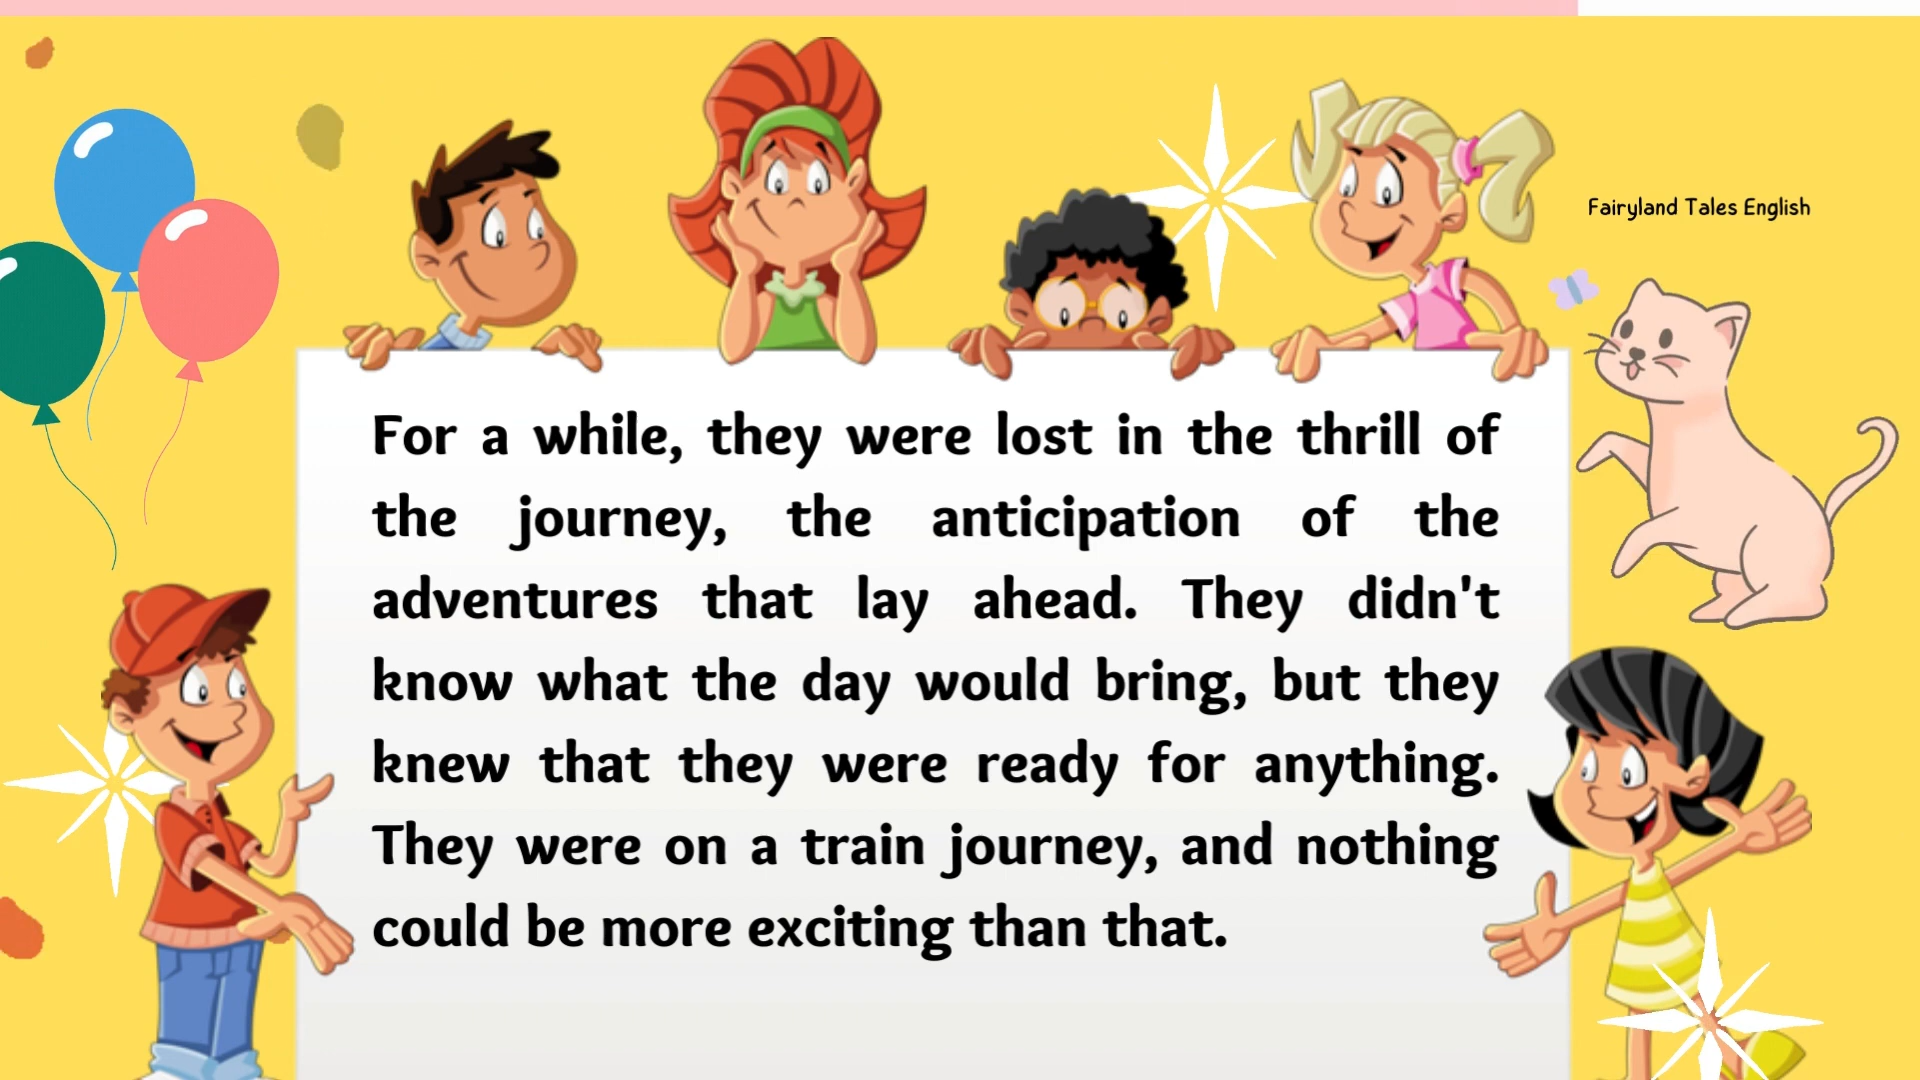 Fairyland Tales English
For a while, they were lost in the thrill of
the journey, the anticipation of the
adventures that lay ahead. They didn't
know what the day would bring, but they
knew that they were ready for anything.
They were on a train journey, and nothing
could be more exciting than that.